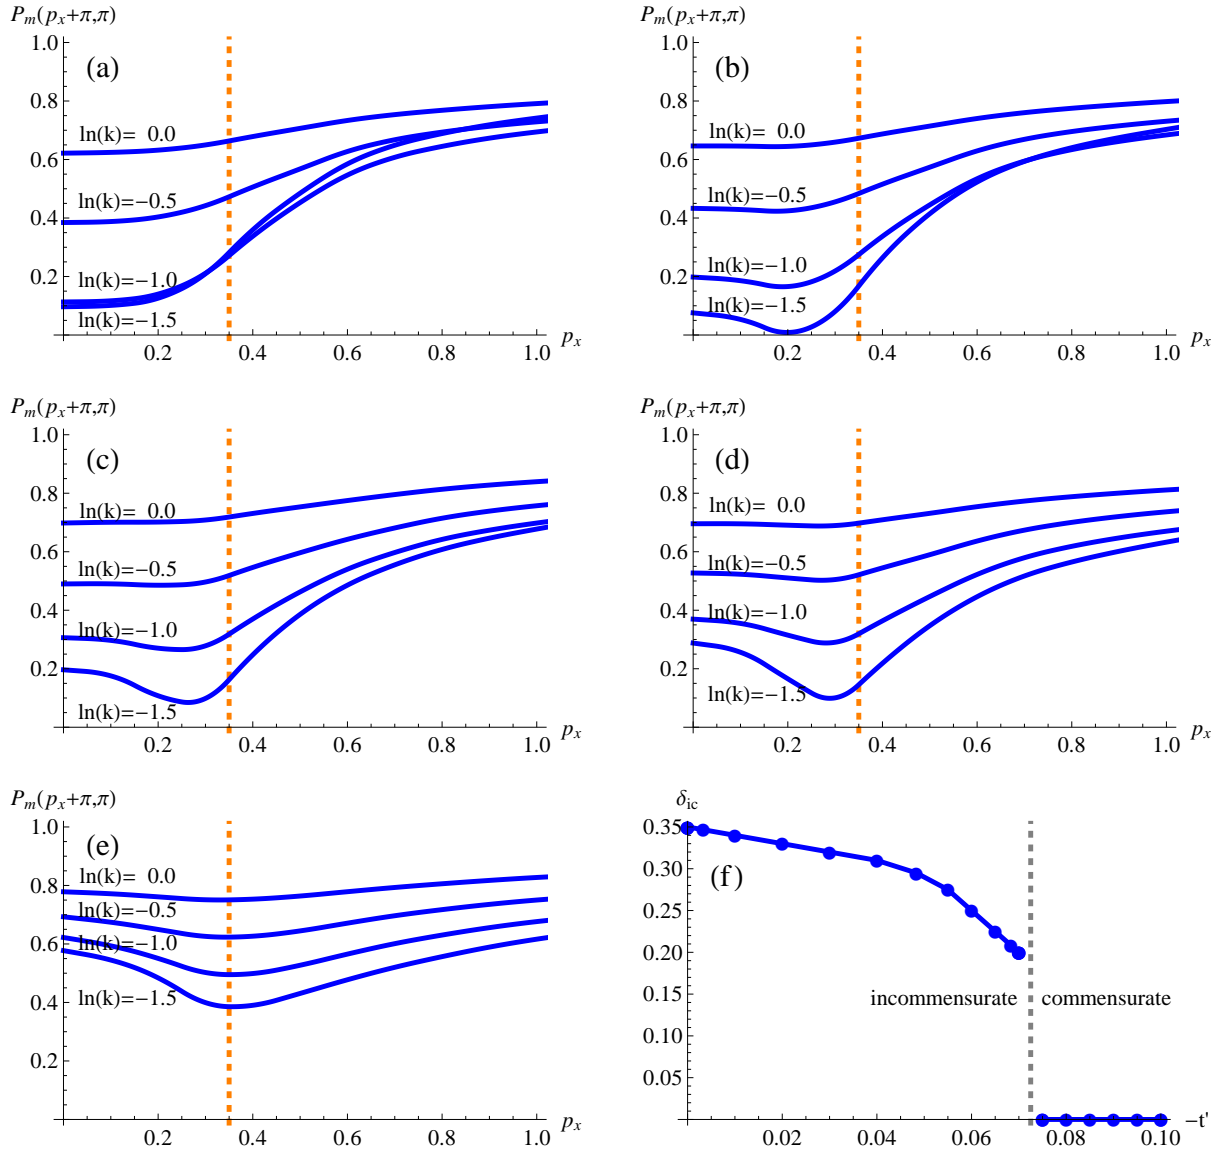 P_m(p_x+π,π)
1.0
(a)
0.8
ln(k)= 0.0
0.6
ln(k)=−0.5
0.4
0.2
ln(k)=−1.0
ln(k)=−1.5
0.2 0.4 0.6 0.8 1.0 p_x
P_m(p_x+π,π)
1.0
(b)
0.8
ln(k)= 0.0
0.6
ln(k)=−0.5
0.4
ln(k)=−1.0
0.2
ln(k)=−1.5
0.2 0.4 0.6 0.8 1.0 p_x
P_m(p_x+π,π)
1.0
(c)
0.8
ln(k)= 0.0
0.6
ln(k)=−0.5
0.4
ln(k)=−1.0
0.2
ln(k)=−1.5
0.2 0.4 0.6 0.8 1.0 p_x
P_m(p_x+π,π)
1.0
(d)
0.8
ln(k)= 0.0
0.6
ln(k)=−0.5
0.4
ln(k)=−1.0
0.2
ln(k)=−1.5
0.2 0.4 0.6 0.8 1.0 p_x
P_m(p_x+π,π)
1.0
(e)
ln(k)= 0.0
0.8
ln(k)=−0.5
0.6
ln(k)=−1.0
ln(k)=−1.5
0.4
0.2
0.2 0.4 0.6 0.8 1.0 p_x
δ_ic
0.35
(f)
0.30
0.25
0.20
0.15
incommensurate commensurate
0.10
0.05
0.02 0.04 0.06 0.08 0.10 −t'